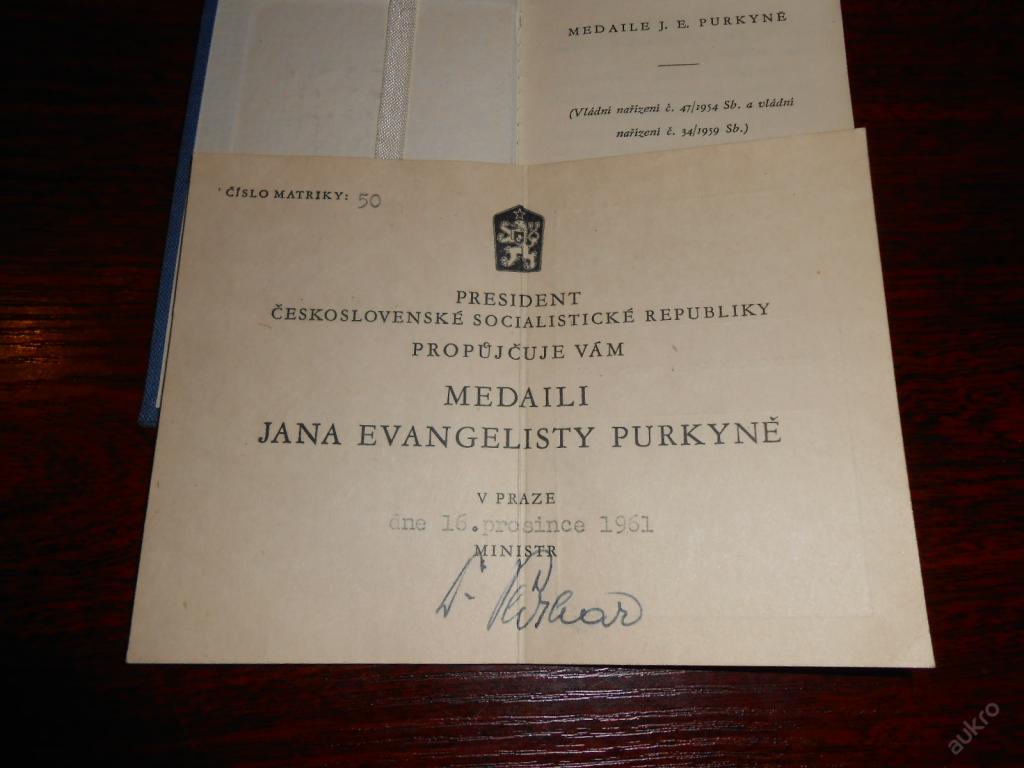 MEDAILE J. E. PURKYNĚ
(Vládní nařízení č. 47/1954 Sb. a vládní
nařízení č. 34/1959 Sb.)
ČÍSLO MATRIKY: 50
PRESIDENT
ČESKOSLOVENSKÉ SOCIALISTICKÉ REPUBLIKY
PROPŮJČUJE VÁM
MEDAILI
JANA EVANGELISTY PURKYNĚ
V PRAZE
dne 16.prosince 1961
MINISTR
aukro